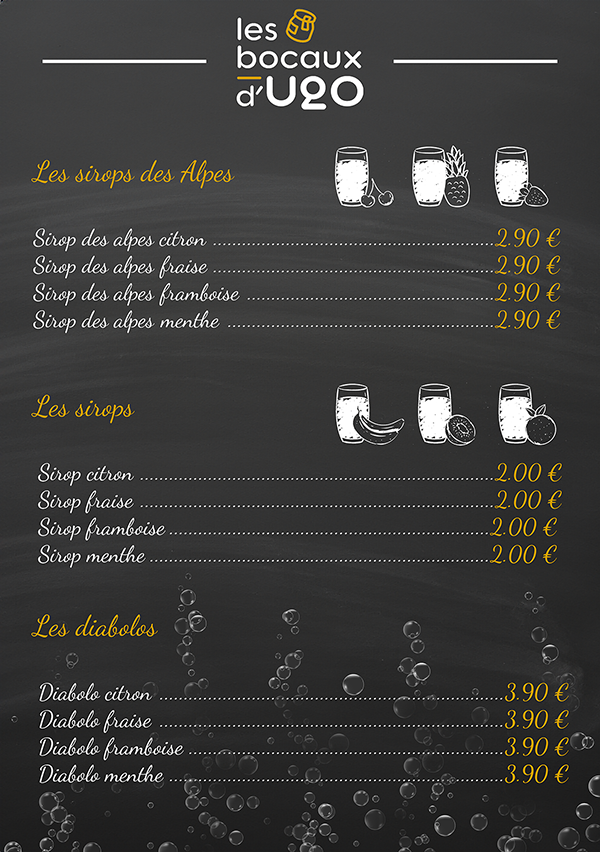 les
bocaux
d'Ugo
Les sirops des Alpes
Sirop des alpes citron ........................................ 2.90 €
Sirop des alpes fraise ........................................ 2.90 €
Sirop des alpes framboise ........................................ 2.90 €
Sirop des alpes menthe ........................................ 2.90 €
Les sirops
Sirop citron ........................................ 2.00 €
Sirop fraise ........................................ 2.00 €
Sirop framboise ........................................ 2.00 €
Sirop menthe ........................................ 2.00 €
Les diabolos
Diabolo citron ........................................ 3.90 €
Diabolo fraise ........................................ 3.90 €
Diabolo framboise ........................................ 3.90 €
Diabolo menthe ........................................ 3.90 €